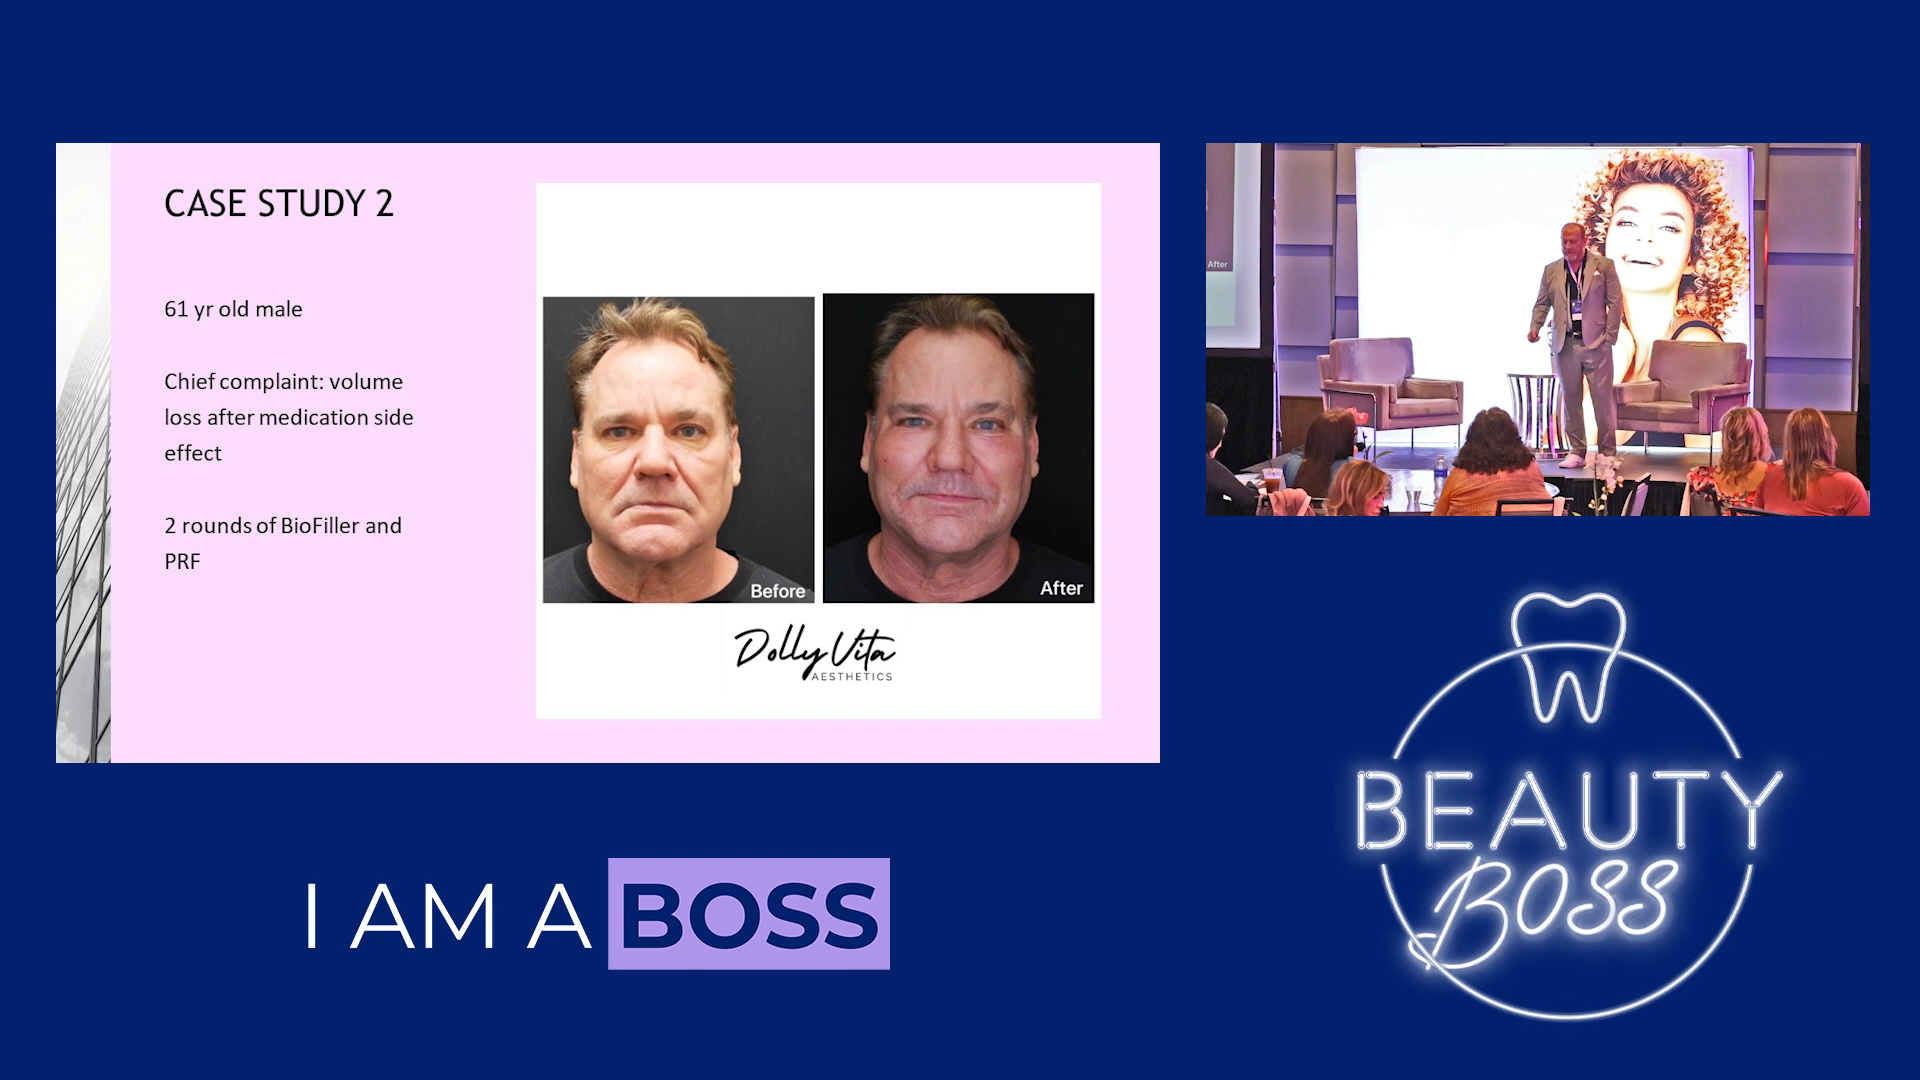 CASE STUDY 2
61 yr old male
Chief complaint: volume
loss after medication side
effect
2 rounds of BioFiller and
PRF
Before
After
Dolly Vita
AESTHETICS
After
I AM A BOSS
BEAUTY
BOSS